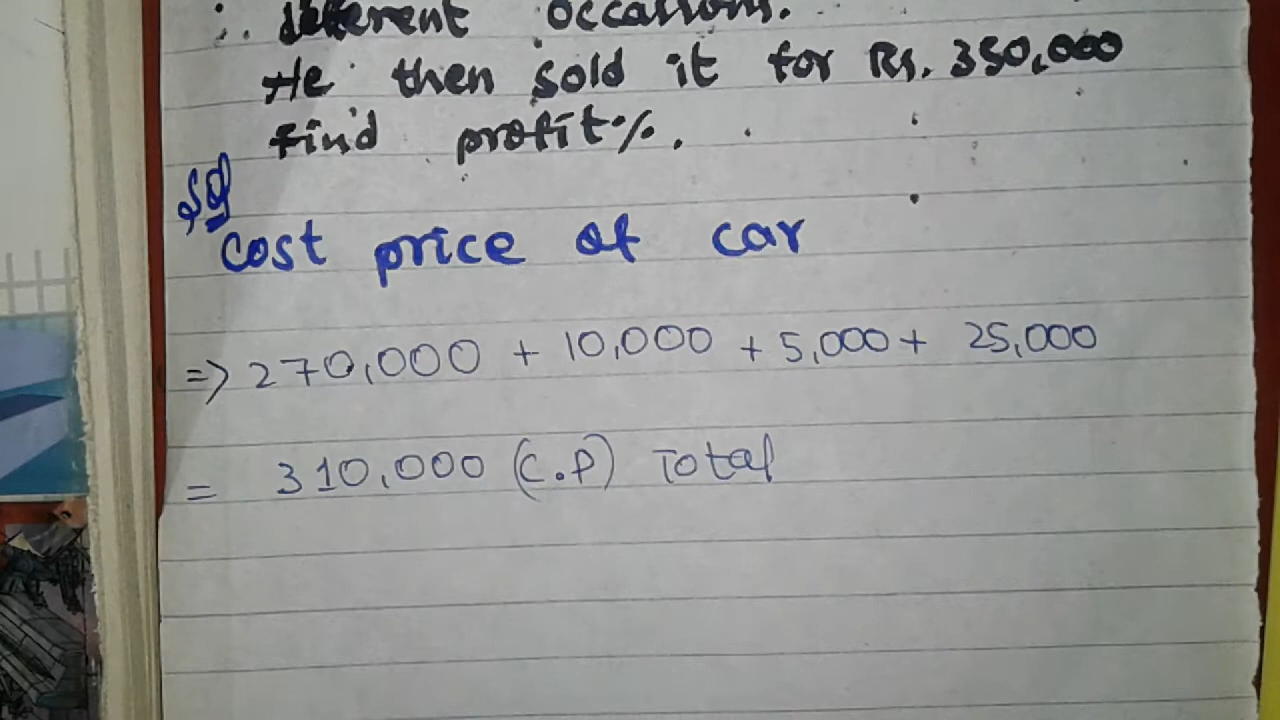 ∴ different occasions.
He then sold it for Rs. 350,000
find profit%.
Sol
cost price of car
=> 270,000 + 10,000 + 5,000 + 25,000
= 310,000 (C.P) Total